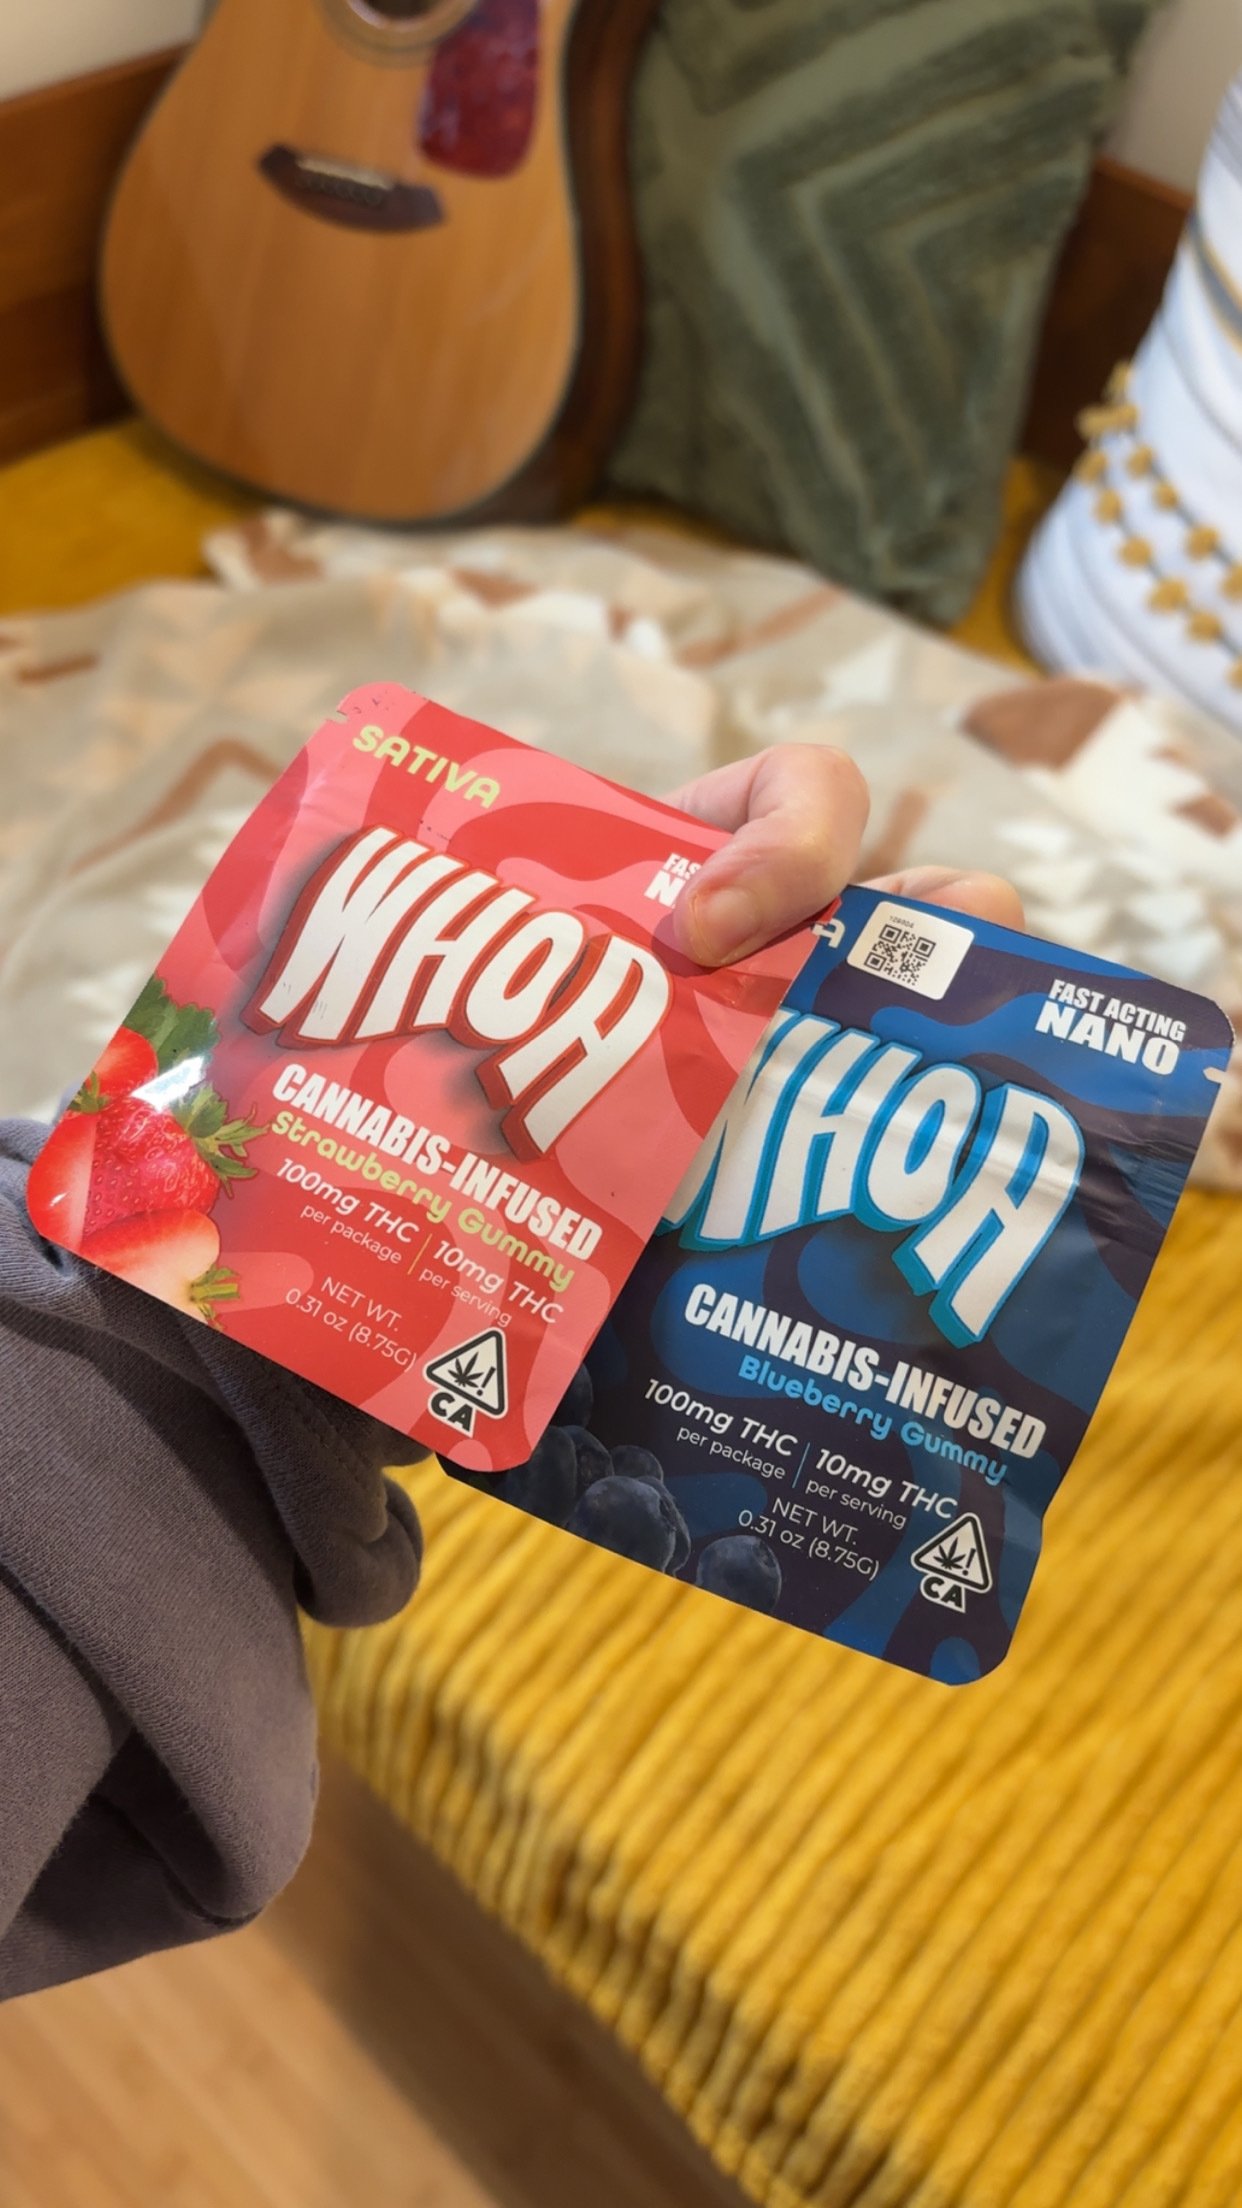 SATIVA
WHOA
CANNABIS-INFUSED
Strawberry Gummy
100mg THC
per package
10mg THC
per serving
NET WT.
0.31 oz (8.75G)
!
CA
FAST ACTING
NANO
WHOA
CANNABIS-INFUSED
Blueberry Gummy
100mg THC
per package
10mg THC
per serving
NET WT.
0.31 oz (8.75G)
!
CA